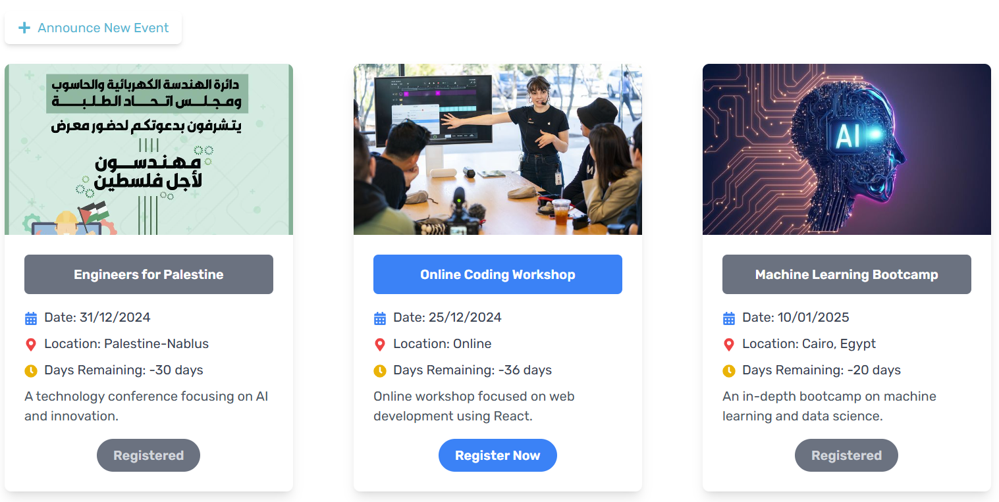 Announce New Event
دائرة الهندسة الكهربائية والحاسوب
ومجلس اتحاد الطلبة
يتشرفون بدعوتكم لحضور معرض
مهندسون
لأجل فلسطين
AI
Engineers for Palestine
Date: 31/12/2024
Location: Palestine-Nablus
Days Remaining: -30 days
A technology conference focusing on AI
and innovation.
Registered
Online Coding Workshop
Date: 25/12/2024
Location: Online
Days Remaining: -36 days
Online workshop focused on web
development using React.
Register Now
Machine Learning Bootcamp
Date: 10/01/2025
Location: Cairo, Egypt
Days Remaining: -20 days
An in-depth bootcamp on machine
learning and data science.
Registered